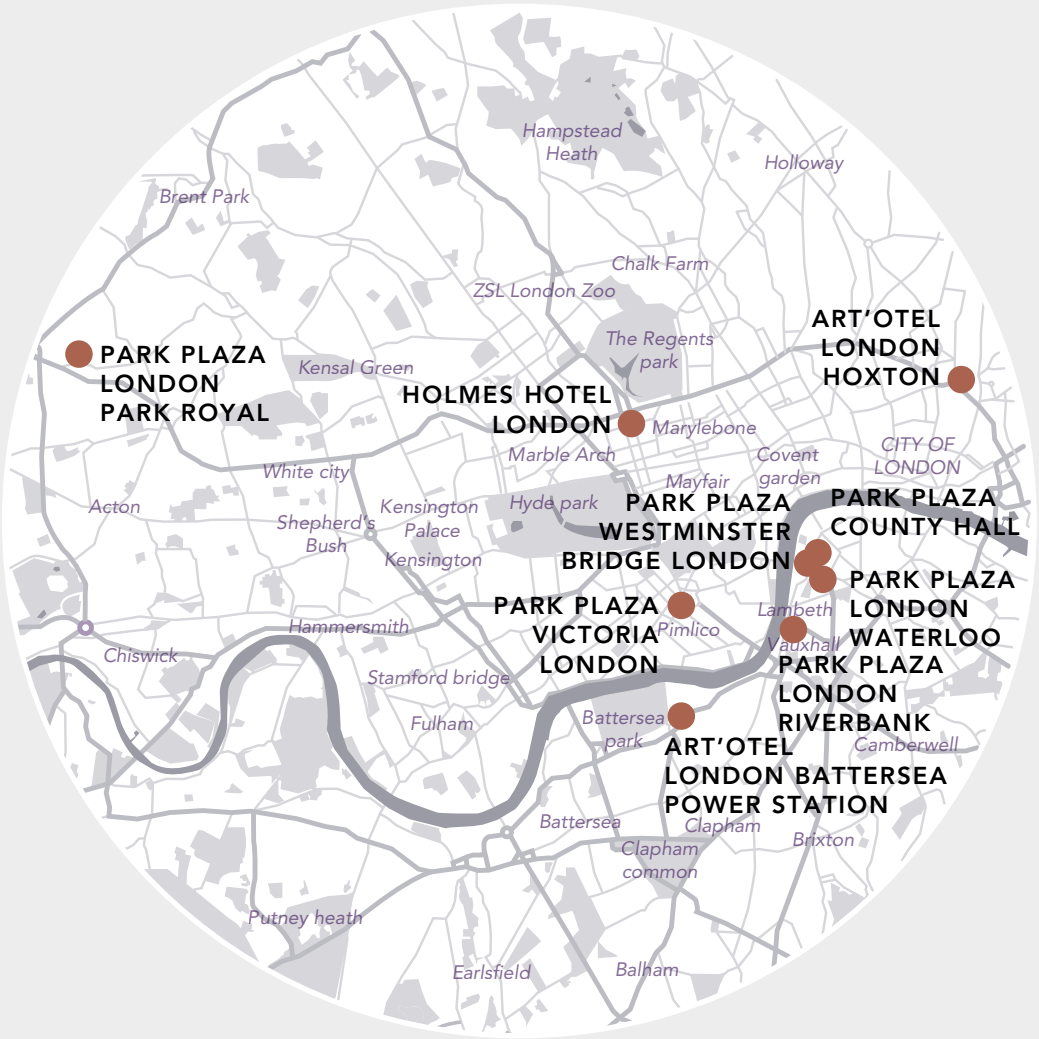 Hampstead
Heath
Holloway
Brent Park
Chalk Farm
ZSL London Zoo
ART’OTEL
LONDON
HOXTON
The Regents
park
PARK PLAZA
LONDON
PARK ROYAL
Kensal Green
HOLMES HOTEL
LONDON
Marylebone
Marble Arch
Covent
garden
CITY OF
LONDON
White city
Mayfair
Acton
Kensington
Palace
Hyde park
PARK PLAZA
WESTMINSTER
BRIDGE LONDON
PARK PLAZA
COUNTY HALL
Shepherd's
Bush
Kensington
PARK PLAZA
LONDON
WATERLOO
PARK PLAZA
VICTORIA
LONDON
Lambeth
Pimlico
Hammersmith
Vauxhall
Chiswick
PARK PLAZA
LONDON
RIVERBANK
Stamford bridge
Fulham
Battersea
park
Camberwell
ART’OTEL
LONDON BATTERSEA
POWER STATION
Battersea
Clapham
Brixton
Clapham
common
Putney heath
Earlsfield
Balham